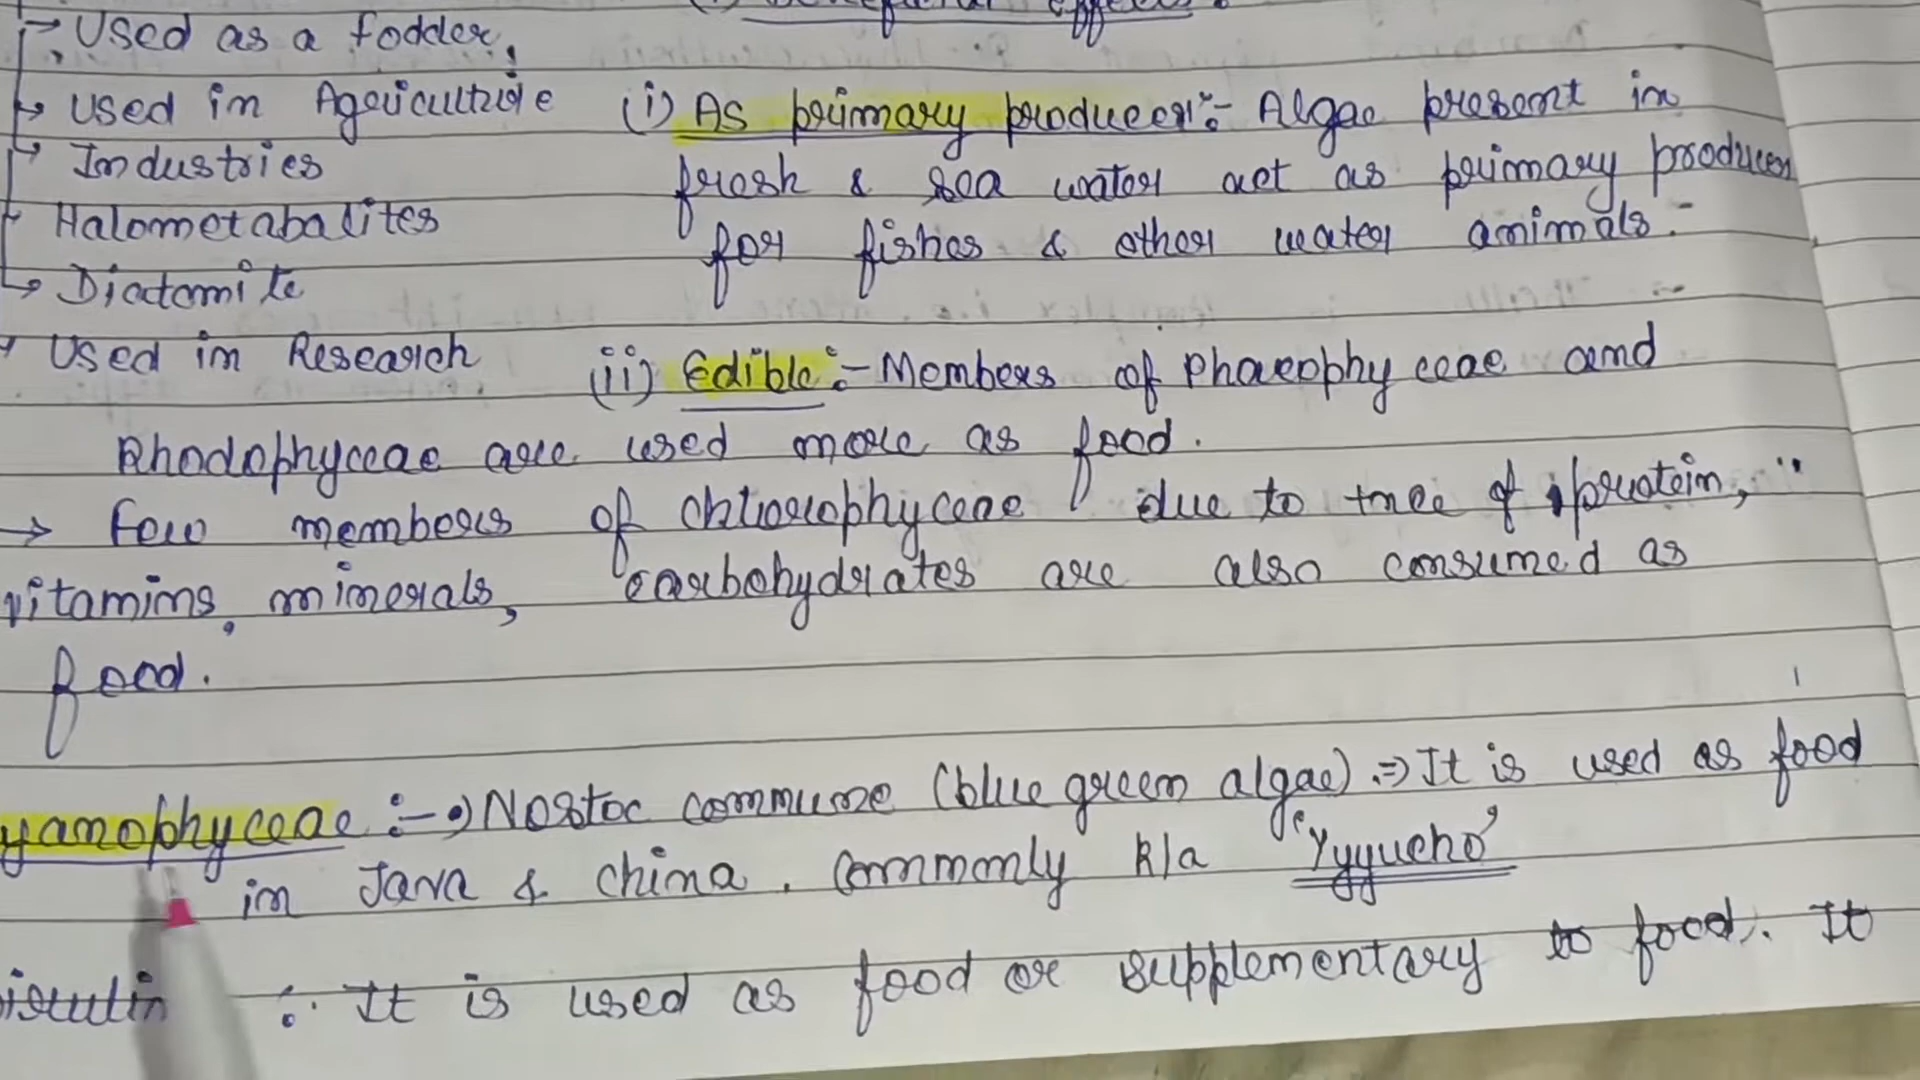 → Used as a fodder,
→ Used in Agriculture
→ Industries
Halometabalites
→ Diatomite
Used in Research
Beneficial effects :
(i) As primary producer :- Algae present in
fresh & sea water act as primary producer
for fishes & other water animals.
(ii) Edible :- Members of Phaeophyceae and
Rhodophyceae are used more as food.
→ Few members of chlorophyceae due to of protein,
vitamins, minerals, carbohydrates are also consumed as
food.
yanophyceae :- Nostoc commune (blue green algae) ⇒ It is used as food
in Java & China. Commonly k/a 'Yyyucho'
irulin : It is used as food or supplementary to food. It